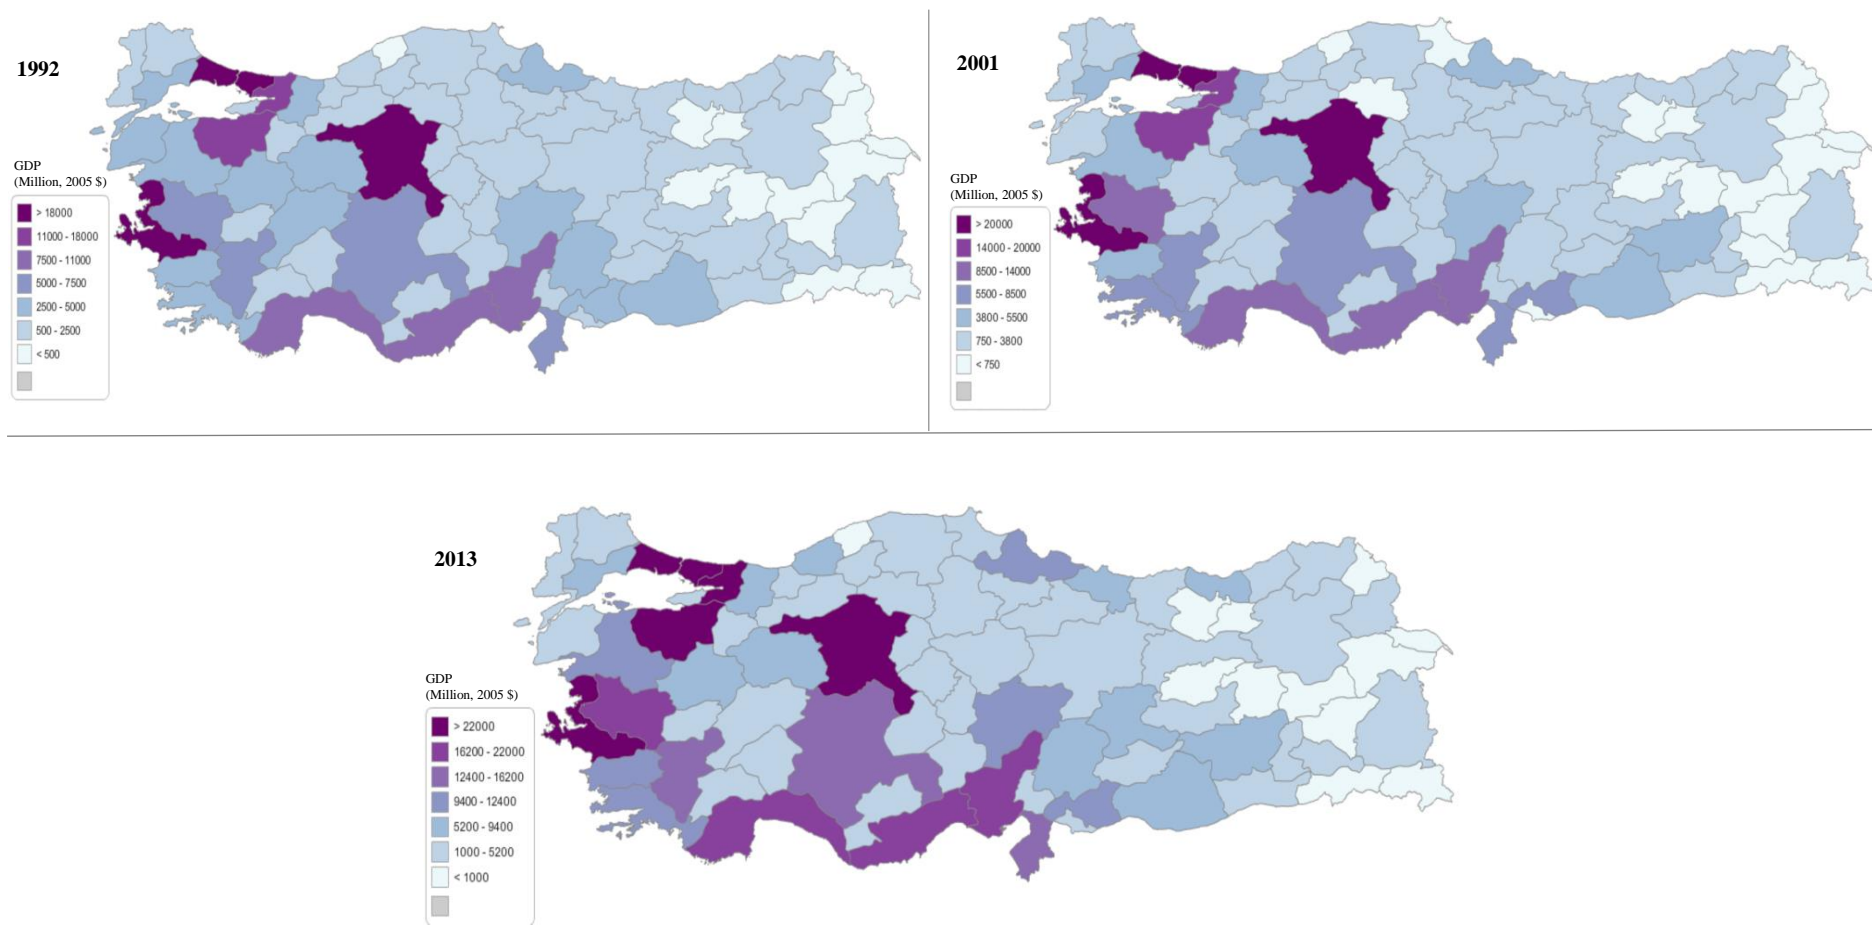 1992
GDP
(Million, 2005 $)
> 18000
11000 - 18000
7500 - 11000
5000 - 7500
2500 - 5000
500 - 2500
< 500
2001
GDP
(Million, 2005 $)
> 20000
14000 - 20000
8500 - 14000
5500 - 8500
3800 - 5500
750 - 3800
< 750
2013
GDP
(Million, 2005 $)
> 22000
16200 - 22000
12400 - 16200
9400 - 12400
5200 - 9400
1000 - 5200
< 1000